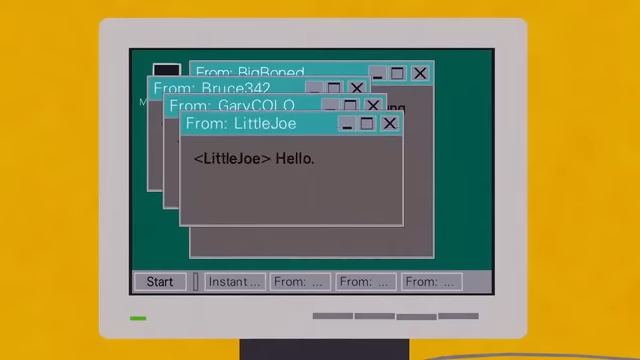 From: BigBoned
From: Bruce342
From: GaryCOLO
From: LittleJoe
<LittleJoe> Hello.
Start
Instant...
From: ...
From: ...
From: ...